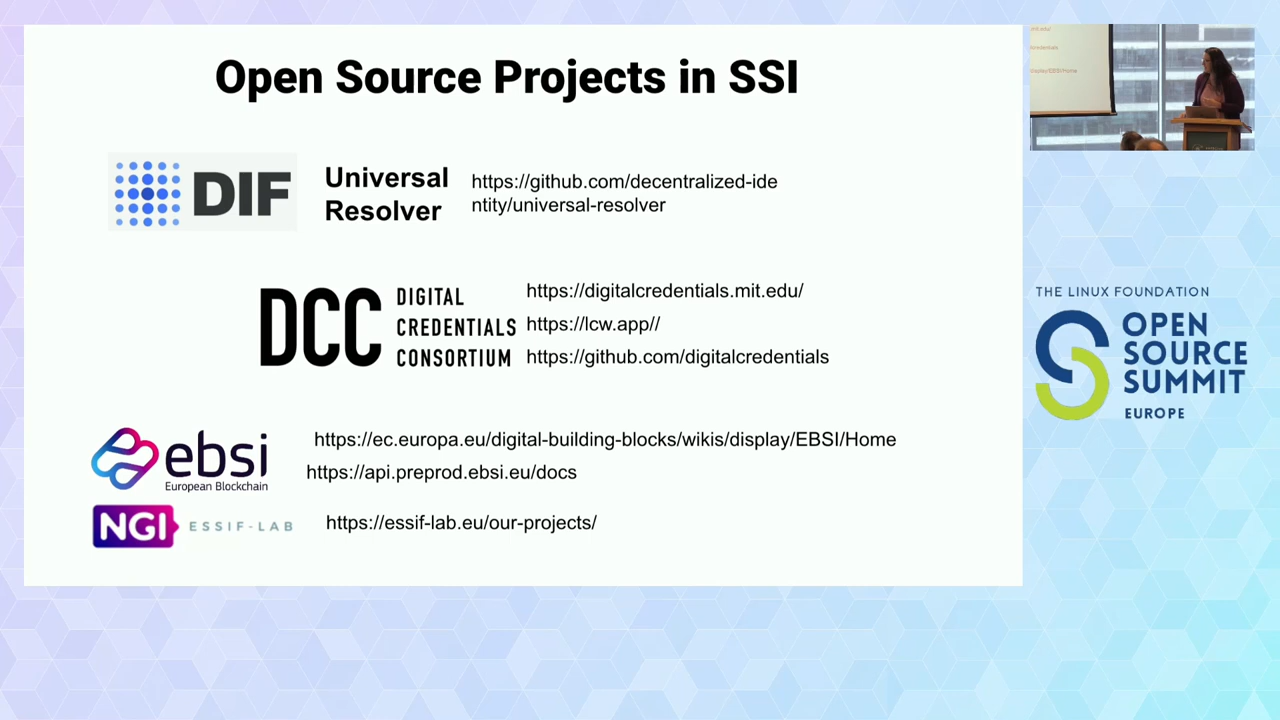 Open Source Projects in SSI
DIF
Universal
Resolver
https://github.com/decentralized-ide
ntity/universal-resolver
DCC
DIGITAL
CREDENTIALS
CONSORTIUM
https://digitalcredentials.mit.edu/
https://lcw.app//
https://github.com/digitalcredentials
ebsi
European Blockchain
https://ec.europa.eu/digital-building-blocks/wikis/display/EBSI/Home
https://api.preprod.ebsi.eu/docs
NGI ESSIF-LAB
https://essif-lab.eu/our-projects/
THE LINUX FOUNDATION
OPEN
SOURCE
SUMMIT
EUROPE